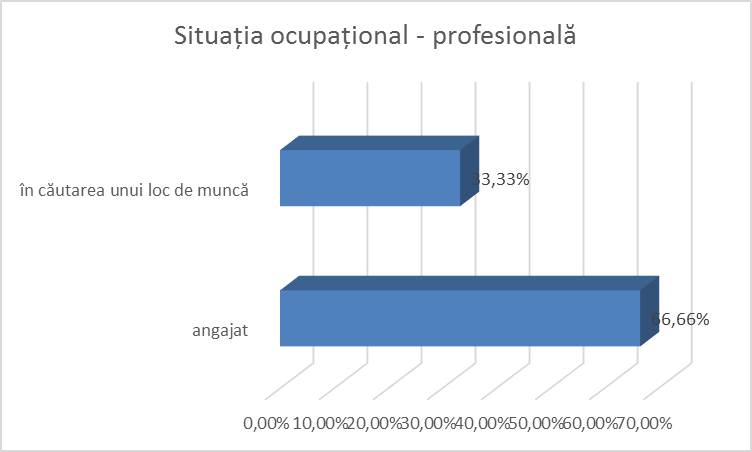 Situația ocupațional - profesională
în căutarea unui loc de muncă
33,33%
angajat
66,66%
0,00% 10,00% 20,00% 30,00% 40,00% 50,00% 60,00% 70,00%